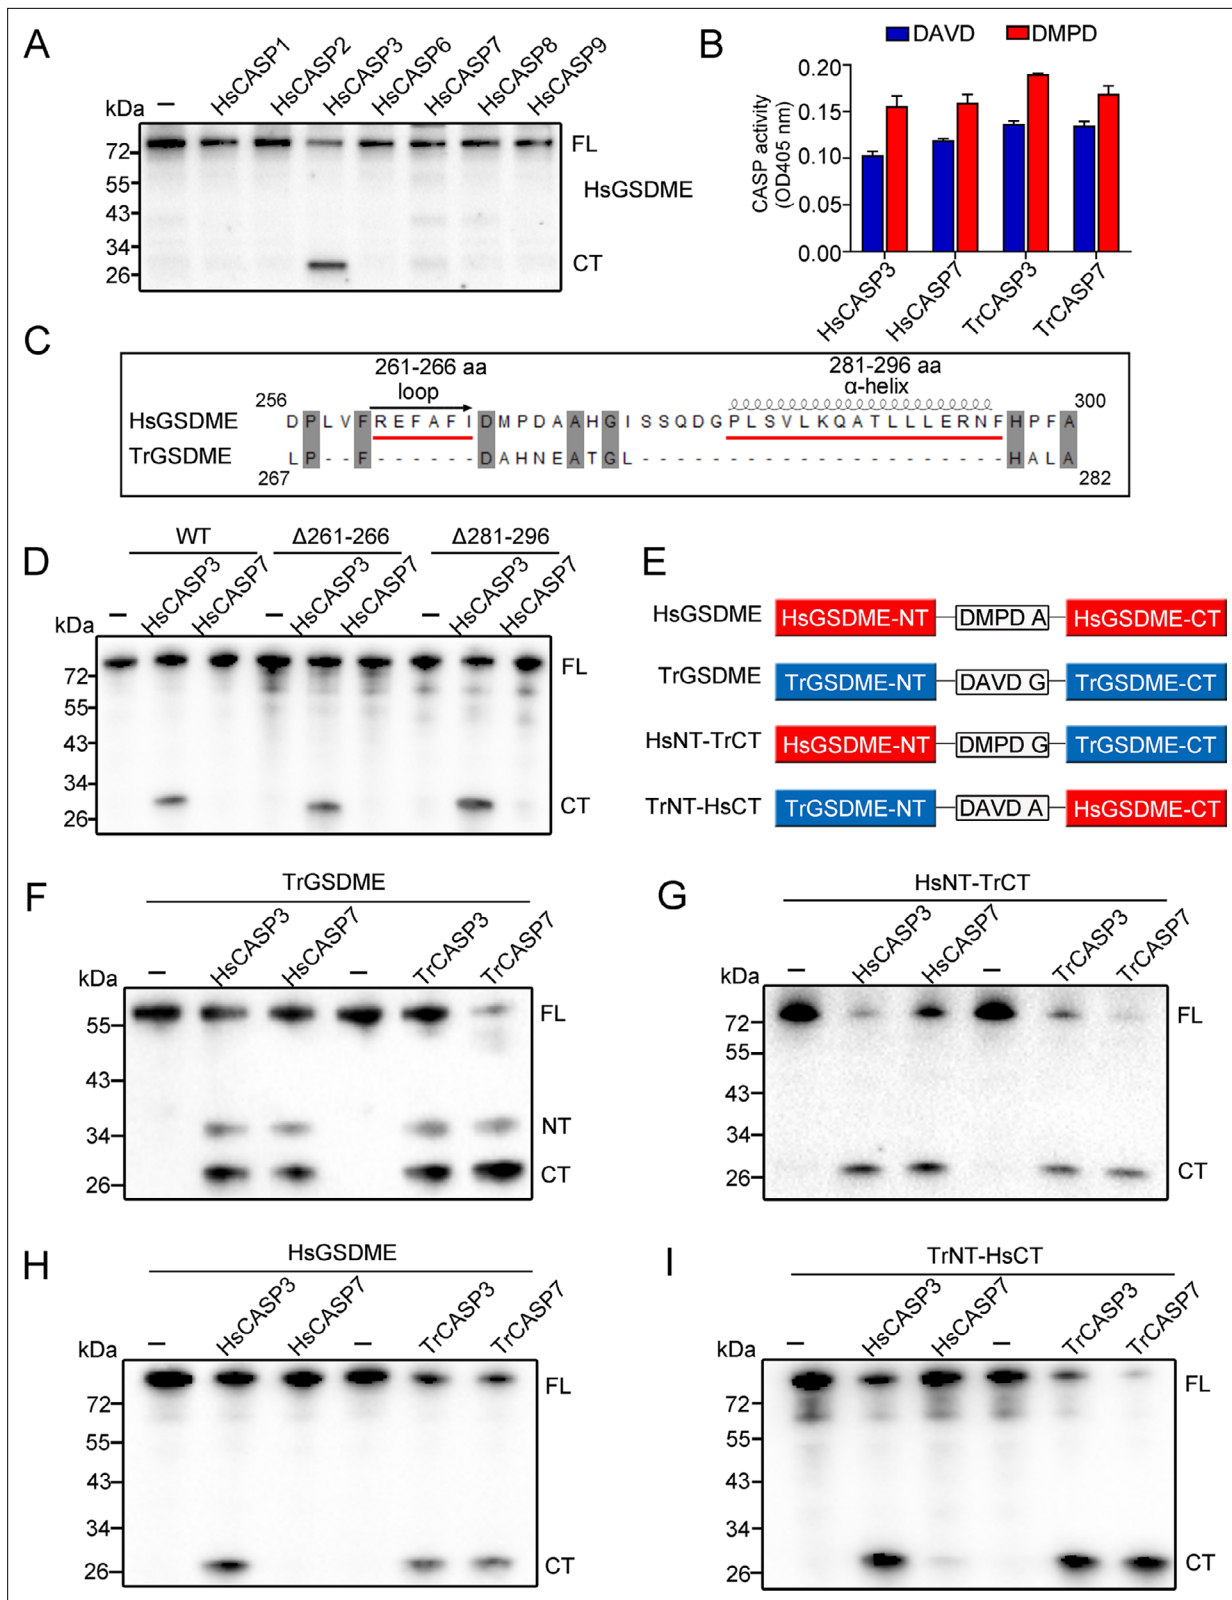 A
HsCASP1
HsCASP2
HsCASP3
HsCASP6
HsCASP7
HsCASP8
HsCASP9
kDa
–
72
55
43
34
26
FL
HsGSDME
CT
B
DAVD DMPD
CASP activity
(OD405 nm)
0.20
0.15
0.10
0.05
0.00
HsCASP3
HsCASP7
TrCASP3
TrCASP7
C
261-266 aa
loop
281-296 aa
α-helix
256
300
HsGSDME DPLVFREFAFIDMPDAAHGISSQDGPLSVLKQATLLLERNFHPFA
TrGSDME LP--F------DAHNEATGL---------------------HALA
267
282
D
WT Δ261-266 Δ281-296
– HsCASP3 HsCASP7 – HsCASP3 HsCASP7 – HsCASP3 HsCASP7
kDa
72
55
43
34
26
FL
CT
E
HsGSDME HsGSDME-NT DMPD A HsGSDME-CT
TrGSDME TrGSDME-NT DAVD G TrGSDME-CT
HsNT-TrCT HsGSDME-NT DMPD G TrGSDME-CT
TrNT-HsCT TrGSDME-NT DAVD A HsGSDME-CT
F
TrGSDME
– HsCASP3 HsCASP7 – TrCASP3 TrCASP7
kDa
55
43
34
26
FL
NT
CT
G
HsNT-TrCT
– HsCASP3 HsCASP7 – TrCASP3 TrCASP7
kDa
72
55
43
34
26
FL
CT
H
HsGSDME
– HsCASP3 HsCASP7 – TrCASP3 TrCASP7
kDa
72
55
43
34
26
FL
CT
I
TrNT-HsCT
– HsCASP3 HsCASP7 – TrCASP3 TrCASP7
kDa
72
55
43
34
26
FL
CT